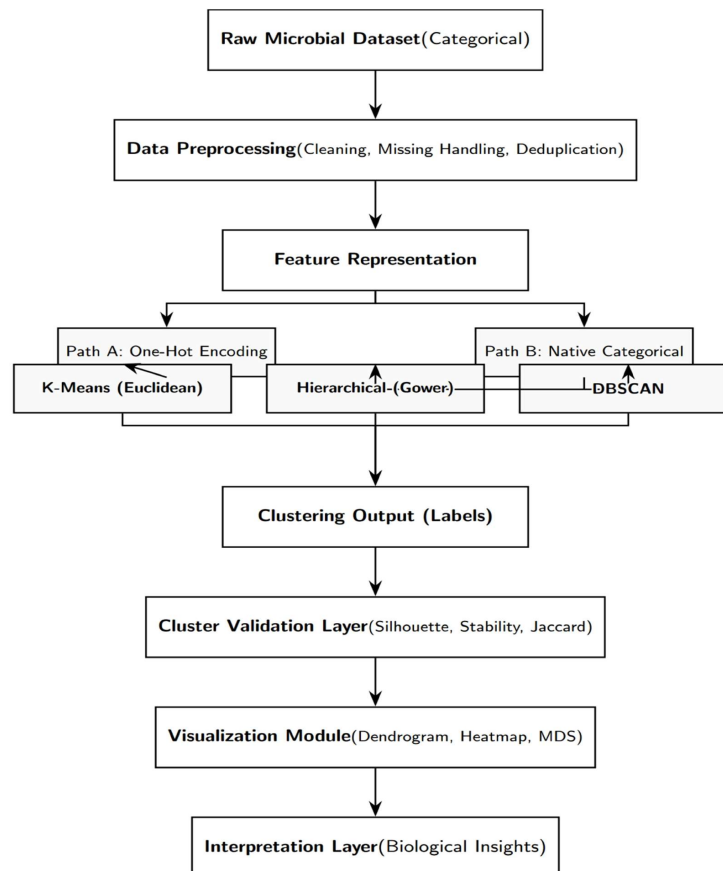 Raw Microbial Dataset(Categorical)
Data Preprocessing(Cleaning, Missing Handling, Deduplication)
Feature Representation
Path A: One-Hot Encoding
Path B: Native Categorical
K-Means (Euclidean)
Hierarchical (Gower)
DBSCAN
Clustering Output (Labels)
Cluster Validation Layer(Silhouette, Stability, Jaccard)
Visualization Module(Dendrogram, Heatmap, MDS)
Interpretation Layer(Biological Insights)